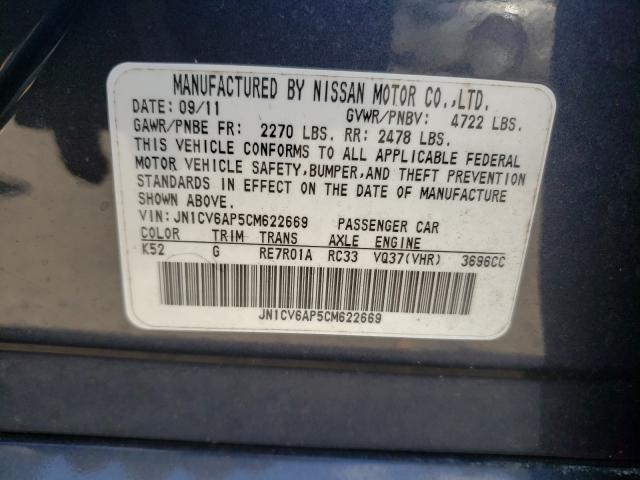 MANUFACTURED BY NISSAN MOTOR CO.,LTD.
DATE: 09/11 GVWR/PNBV: 4722 LBS.
GAWR/PNBE FR: 2270 LBS. RR: 2478 LBS.
THIS VEHICLE CONFORMS TO ALL APPLICABLE FEDERAL
MOTOR VEHICLE SAFETY,BUMPER,AND THEFT PREVENTION
STANDARDS IN EFFECT ON THE DATE OF MANUFACTURE
SHOWN ABOVE.
VIN:JN1CV6AP5CM622669 PASSENGER CAR
COLOR TRIM TRANS AXLE ENGINE
K52 G RE7R01A RC33 VQ37(VHR) 3696CC
JN1CV6AP5CM622669